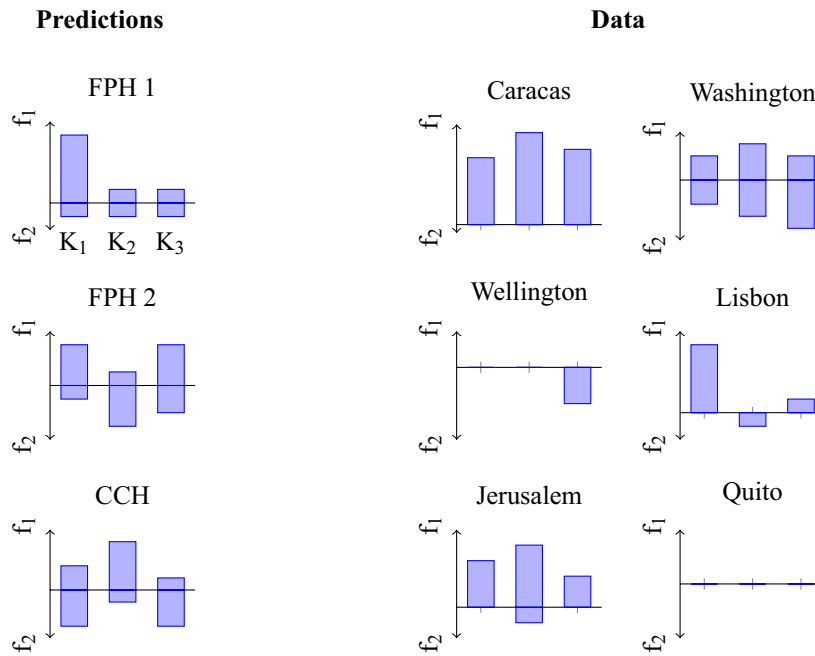 Predictions
Data
FPH 1
f1
f2
K1 K2 K3
Caracas
f1
f2
Washington
f1
f2
FPH 2
f1
f2
Wellington
f1
f2
Lisbon
f1
f2
CCH
f1
f2
Jerusalem
f1
f2
Quito
f1
f2